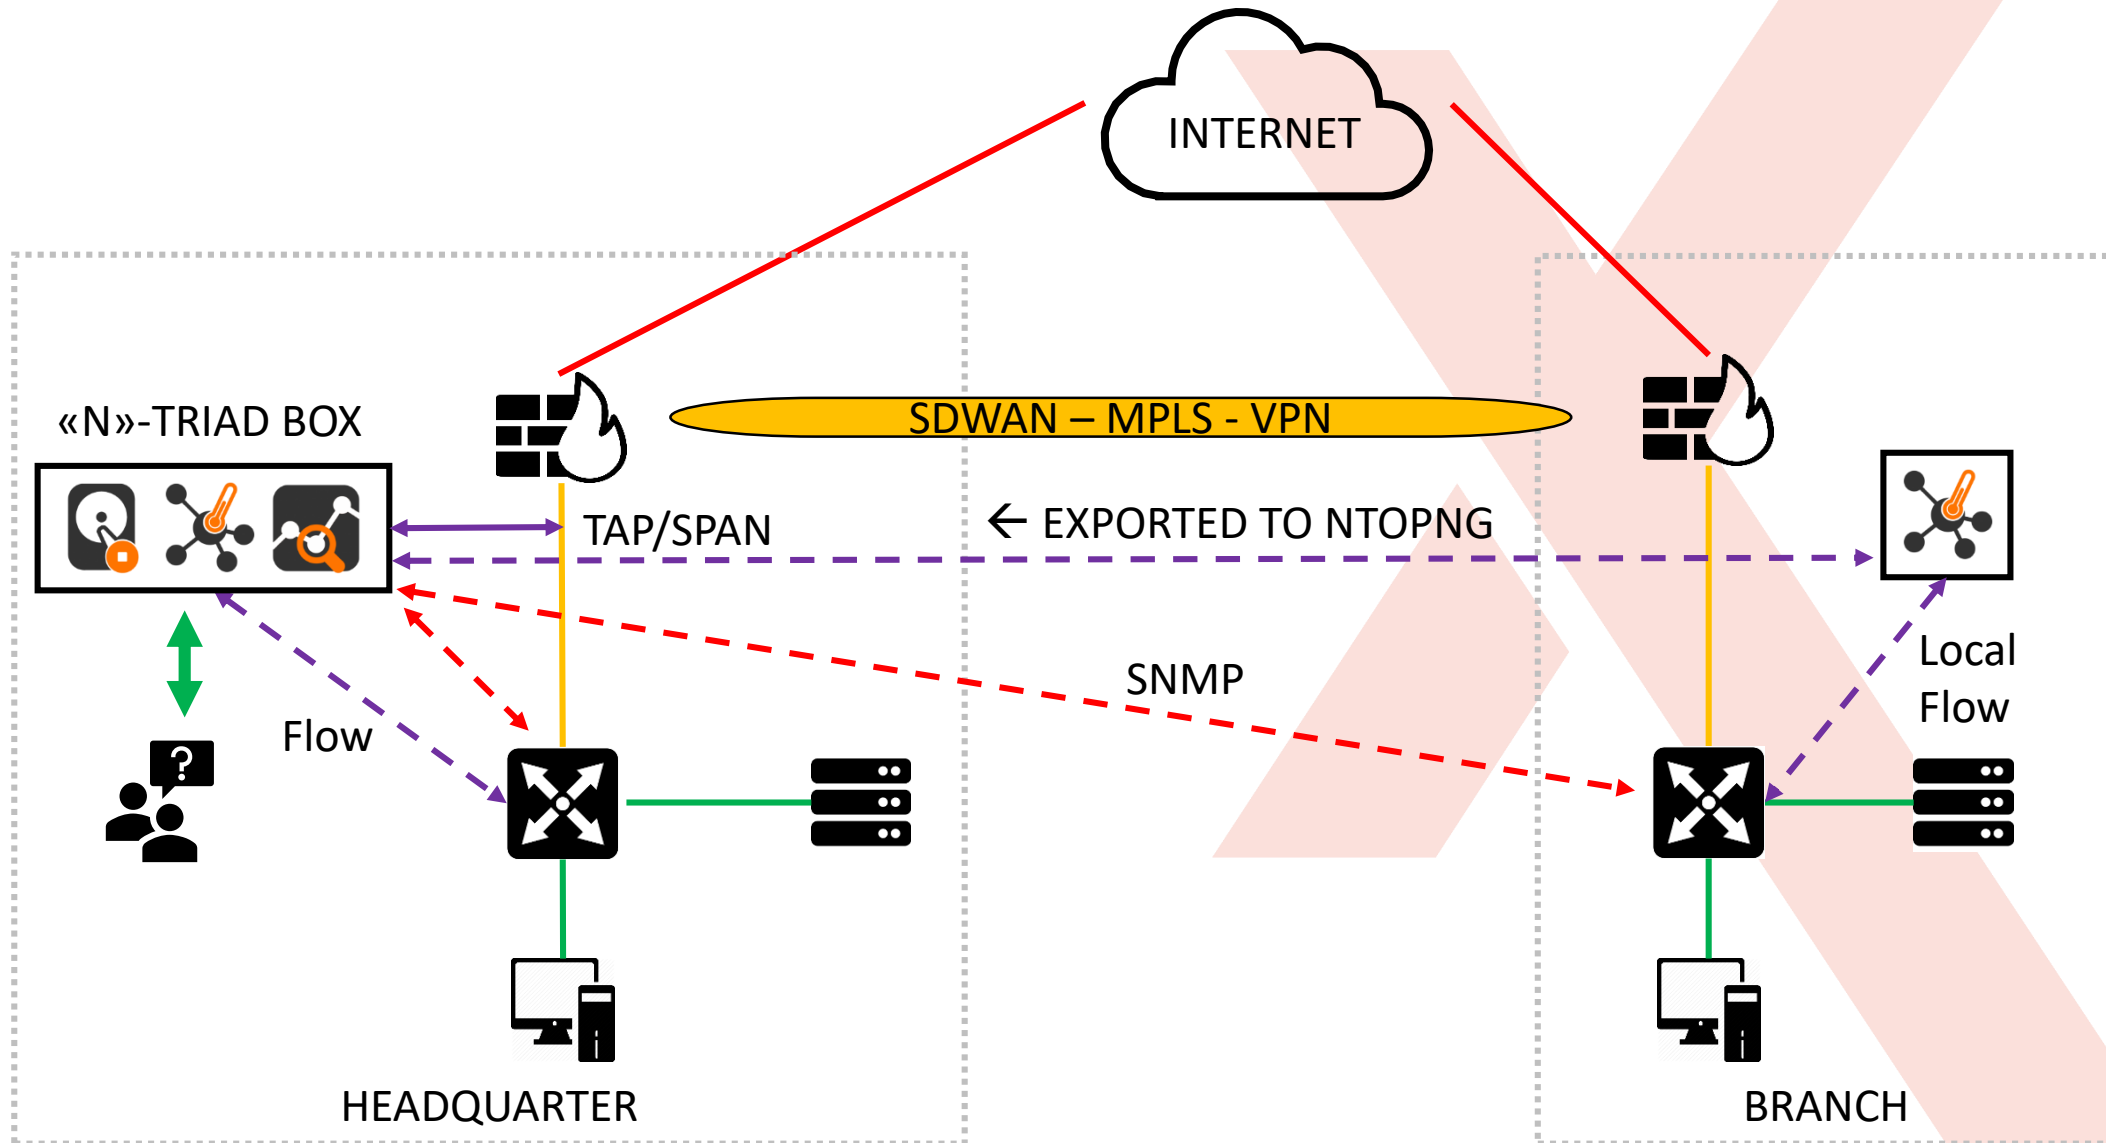 INTERNET
«N»-TRIAD BOX
SDWAN – MPLS - VPN
TAP/SPAN
← EXPORTED TO NTOPNG
Local
Flow
SNMP
Flow
?
HEADQUARTER
BRANCH